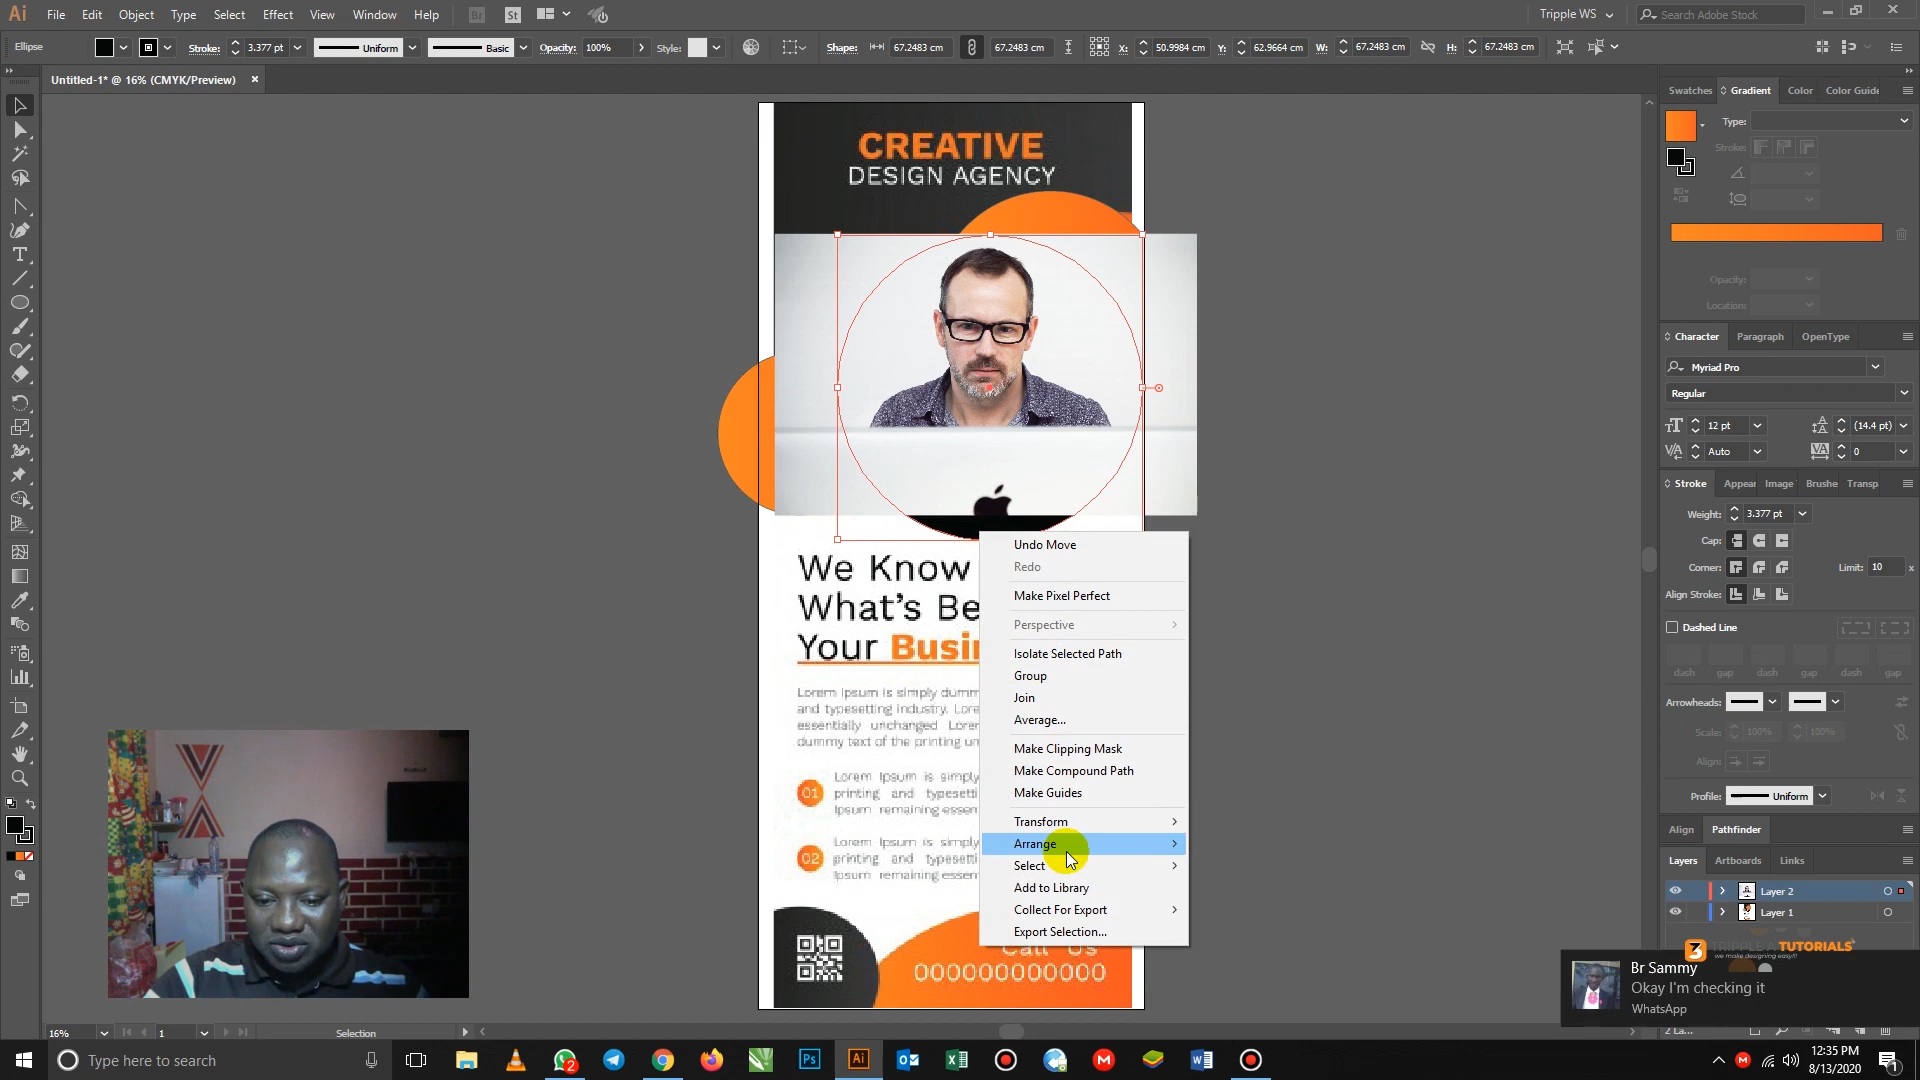 Ai File Edit Object Type Select Effect View Window Help Br St Tripple WS Search Adobe Stock
Ellipse Stroke: 3.377 pt Uniform Basic Opacity: 100% Style: Shape: 67.2483 cm 67.2483 cm X: 50.9984 cm Y: 62.9664 cm W: 67.2483 cm H: 67.2483 cm
Untitled-1* @ 16% (CMYK/Preview)
CREATIVE
DESIGN AGENCY
We Know
What's Be
Your Busin
Lorem Ipsum is simply dumm
and typesetting industry. Lore
essentially unchanged Lorem
dummy text of the printing un
01
Lorem Ipsum is simply
printing and typesetti
Ipsum remaining essen
02
Lorem Ipsum is simply
printing and typesetti
Ipsum remaining essen
Call Us
000000000000
Undo Move
Redo
Make Pixel Perfect
Perspective
Isolate Selected Path
Group
Join
Average...
Make Clipping Mask
Make Compound Path
Make Guides
Transform
Arrange
Select
Add to Library
Collect For Export
Export Selection...
Swatches Gradient Color Color Guide
Type:
Stroke:
Opacity:
Location:
Character Paragraph OpenType
Myriad Pro
Regular
12 pt (14.4 pt)
Auto 0
Stroke Appear Image Brushe Transp
Weight: 3.377 pt
Cap:
Corner: Limit: 10 x
Align Stroke:
Dashed Line
dash gap dash gap dash gap
Arrowheads:
Scale: 100% 100%
Align:
Profile: Uniform
Align Pathfinder
Layers Artboards Links
Layer 2
Layer 1
TRIPPLE A TUTORIALS
we make designing easy!!!
Br Sammy
Okay I'm checking it
WhatsApp
2 La...
16% 1 Selection
Type here to search
2
Ps Ai
12:35 PM
8/13/2020
1